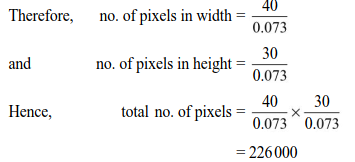 Therefore, no. of pixels in width = 40/0.073
and no. of pixels in height = 30/0.073
Hence, total no. of pixels = 40/0.073 × 30/0.073
= 226000